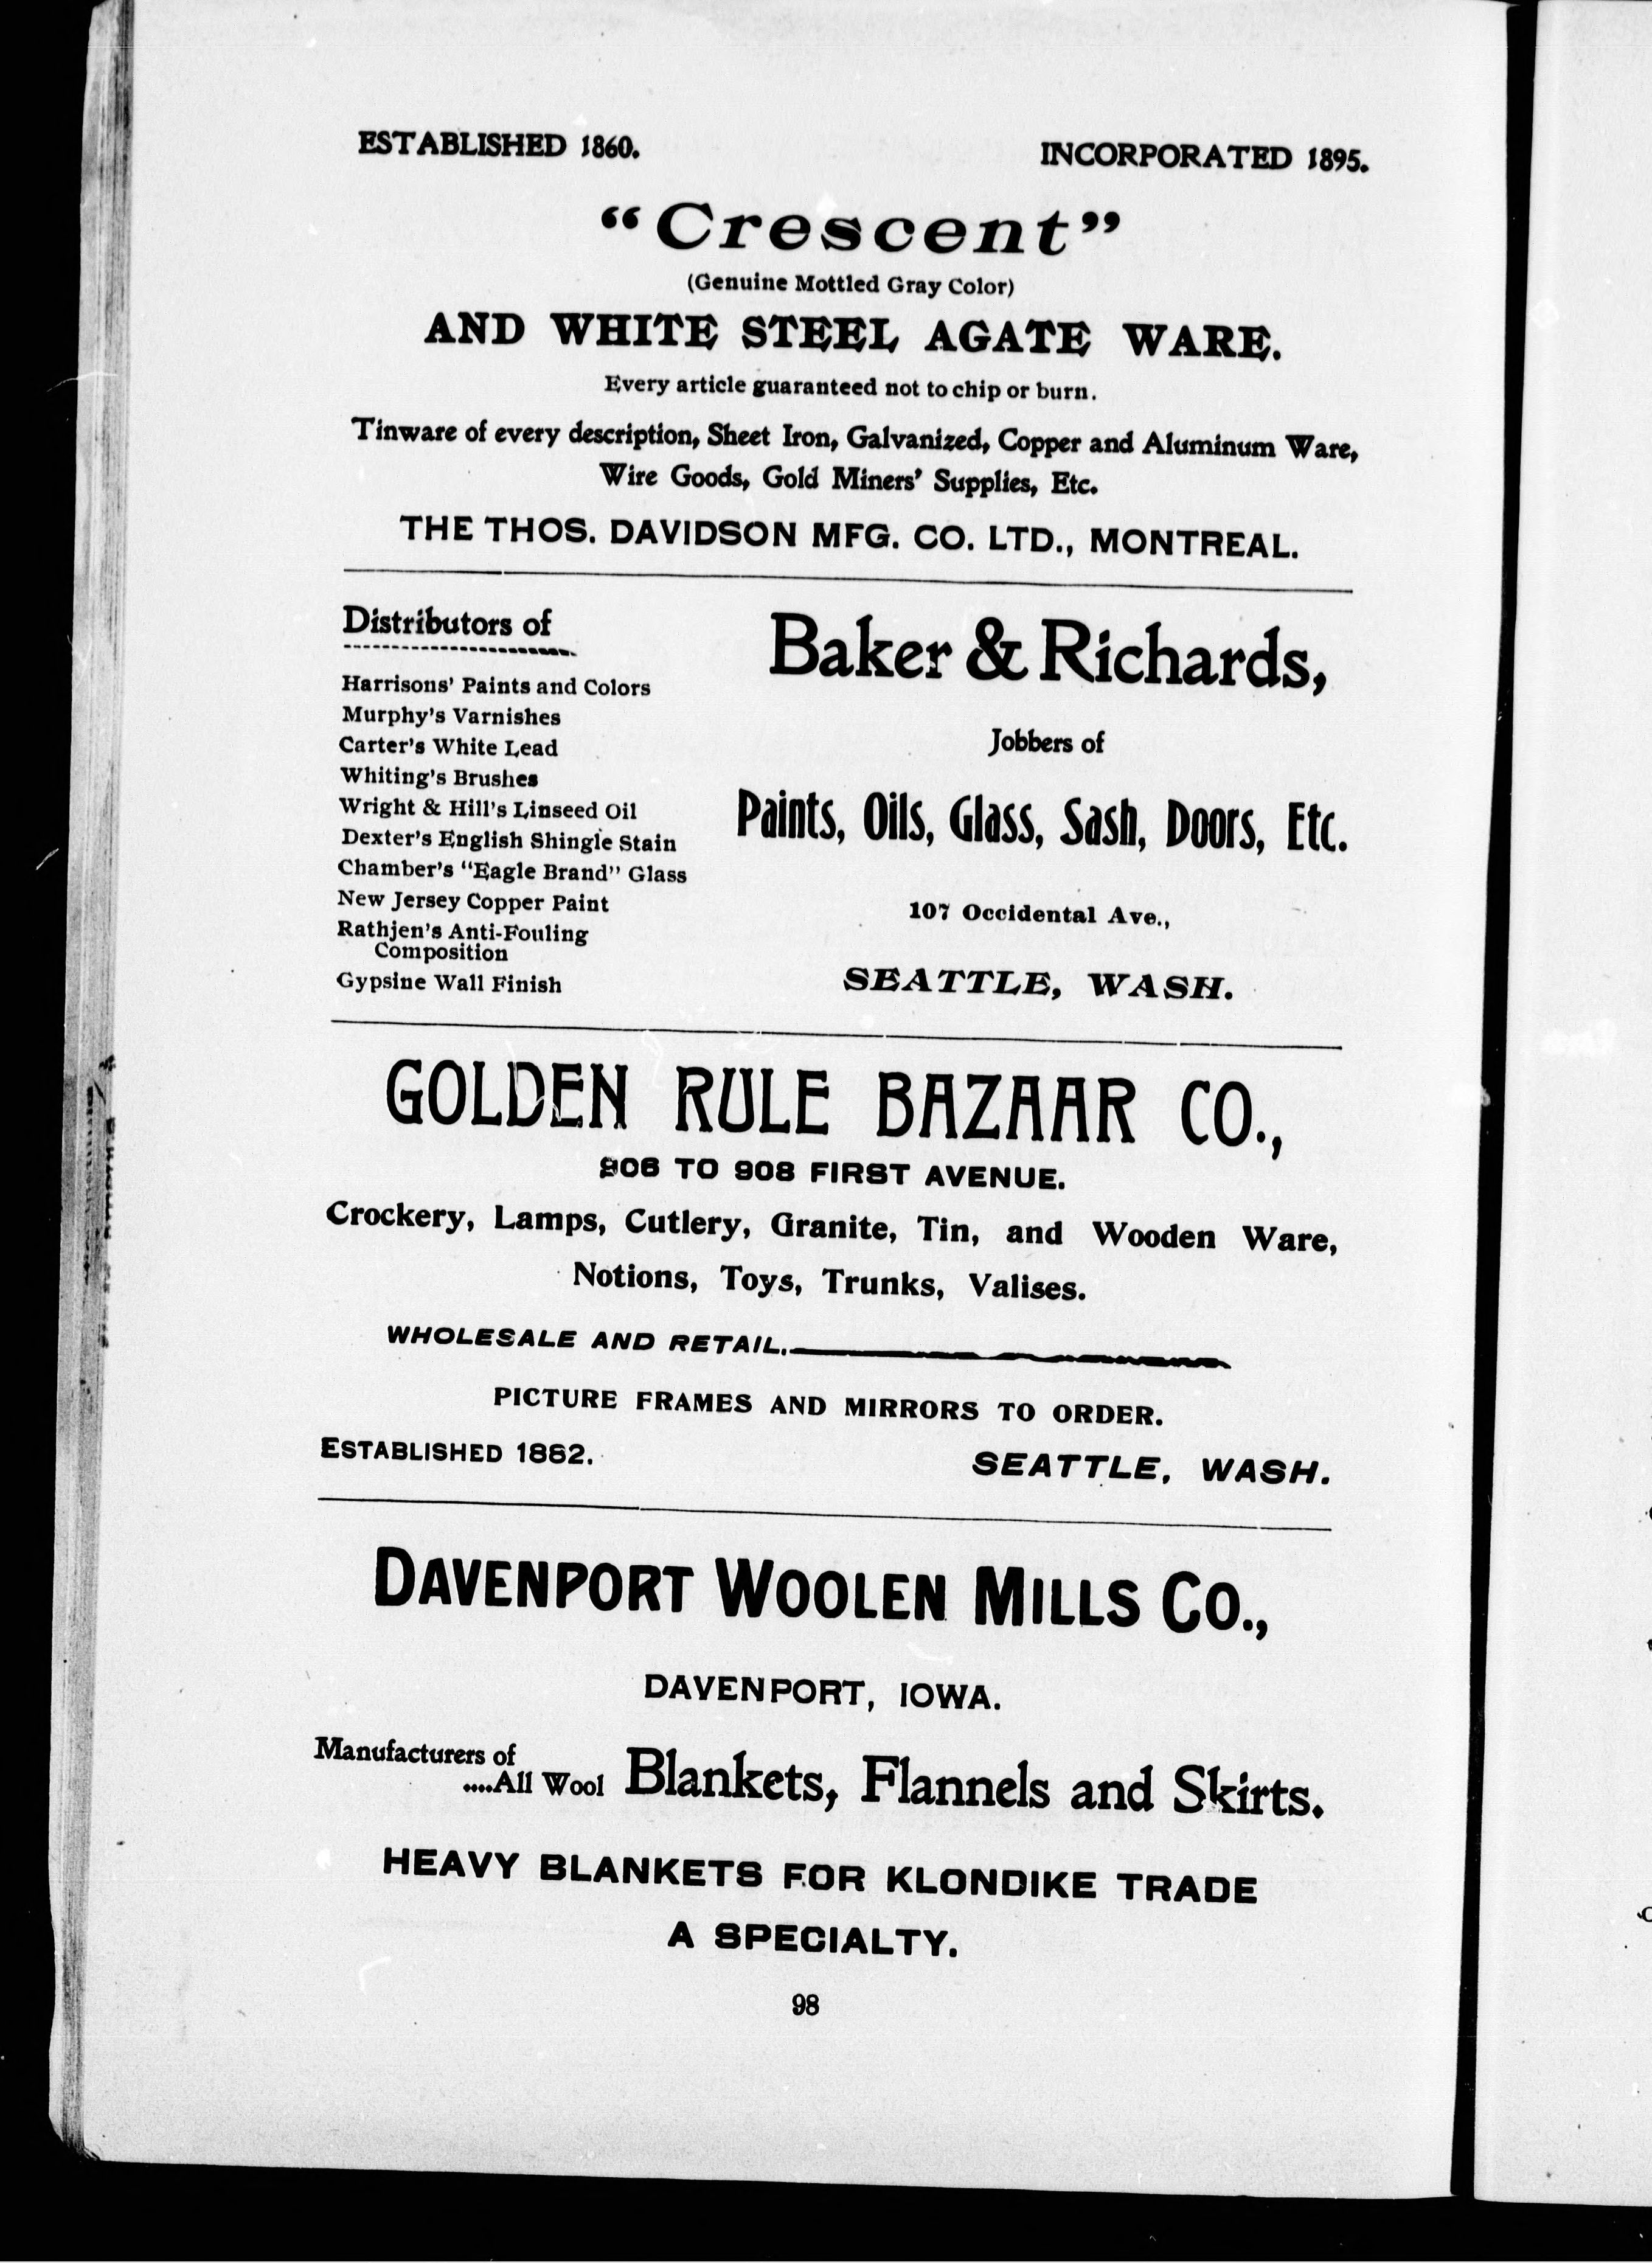 ESTABLISHED 1860. INCORPORATED 1895.
"Crescent"
(Genuine Mottled Gray Color)
AND WHITE STEEL AGATE WARE.
Every article guaranteed not to chip or burn.
Tinware of every description, Sheet Iron, Galvanized, Copper and Aluminum Ware,
Wire Goods, Gold Miners' Supplies, Etc.
THE THOS. DAVIDSON MFG. CO. LTD., MONTREAL.
Distributors of
Harrisons' Paints and Colors
Murphy's Varnishes
Carter's White Lead
Whiting's Brushes
Wright & Hill's Linseed Oil
Dexter's English Shingle Stain
Chamber's "Eagle Brand" Glass
New Jersey Copper Paint
Rathjen's Anti-Fouling
Composition
Gypsine Wall Finish
Baker & Richards,
Jobbers of
Paints, Oils, Glass, Sash, Doors, Etc.
107 Occidental Ave.,
SEATTLE, WASH.
GOLDEN RULE BAZAAR CO.,
906 TO 908 FIRST AVENUE.
Crockery, Lamps, Cutlery, Granite, Tin, and Wooden Ware,
Notions, Toys, Trunks, Valises.
WHOLESALE AND RETAIL.
PICTURE FRAMES AND MIRRORS TO ORDER.
ESTABLISHED 1862. SEATTLE, WASH.
DAVENPORT WOOLEN MILLS CO.,
DAVENPORT, IOWA.
Manufacturers of
....All Wool Blankets, Flannels and Skirts.
HEAVY BLANKETS FOR KLONDIKE TRADE
A SPECIALTY.
98